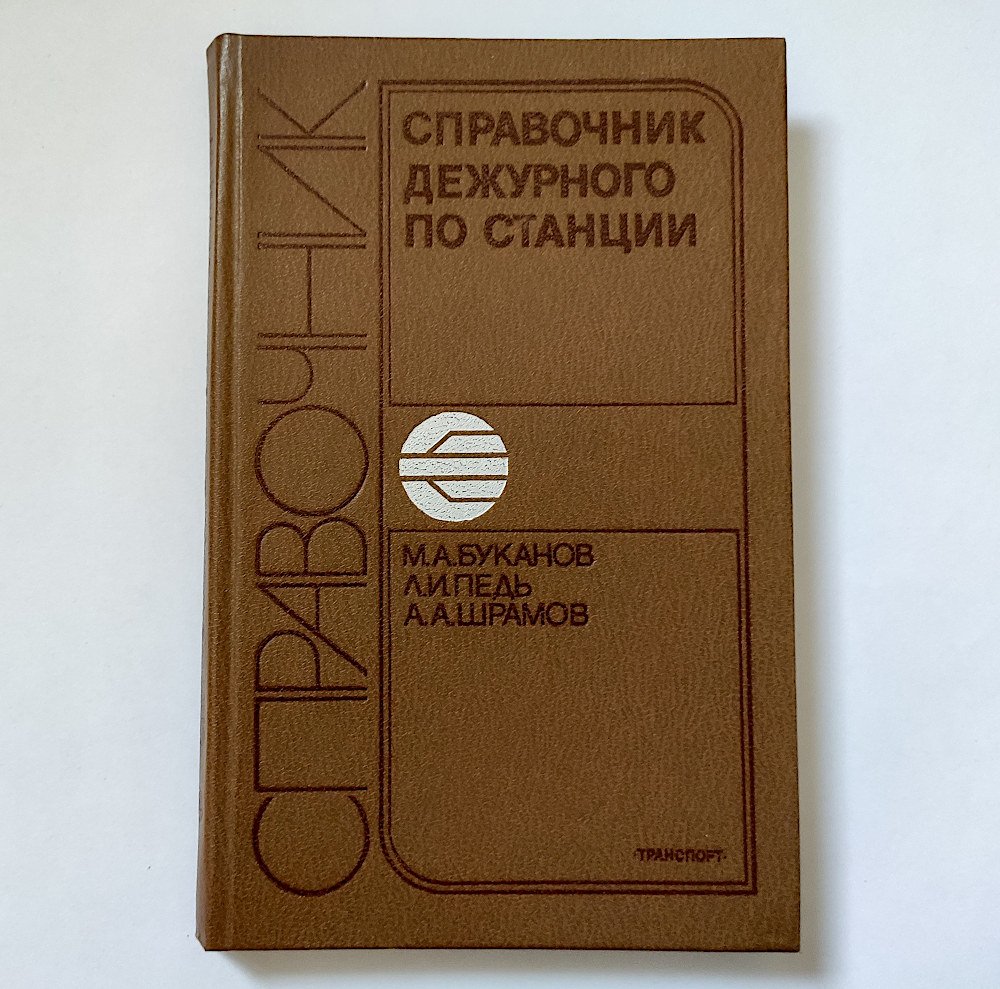 СПРАВОЧНИК
СПРАВОЧНИК
ДЕЖУРНОГО
ПО СТАНЦИИ
М.А.БУКАНОВ
Л.И.ПЕДЬ
А.А.ШРАМОВ
·ТРАНСПОРТ·